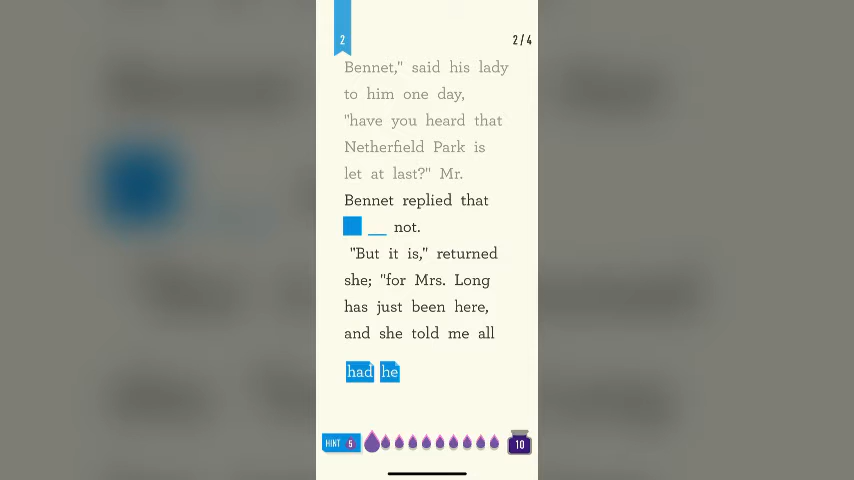 2
2/4
Bennet," said his lady
to him one day,
"have you heard that
Netherfield Park is
let at last?" Mr.
Bennet replied that
__ not.
"But it is," returned
she; "for Mrs. Long
has just been here,
and she told me all
had he
HINT 5
10